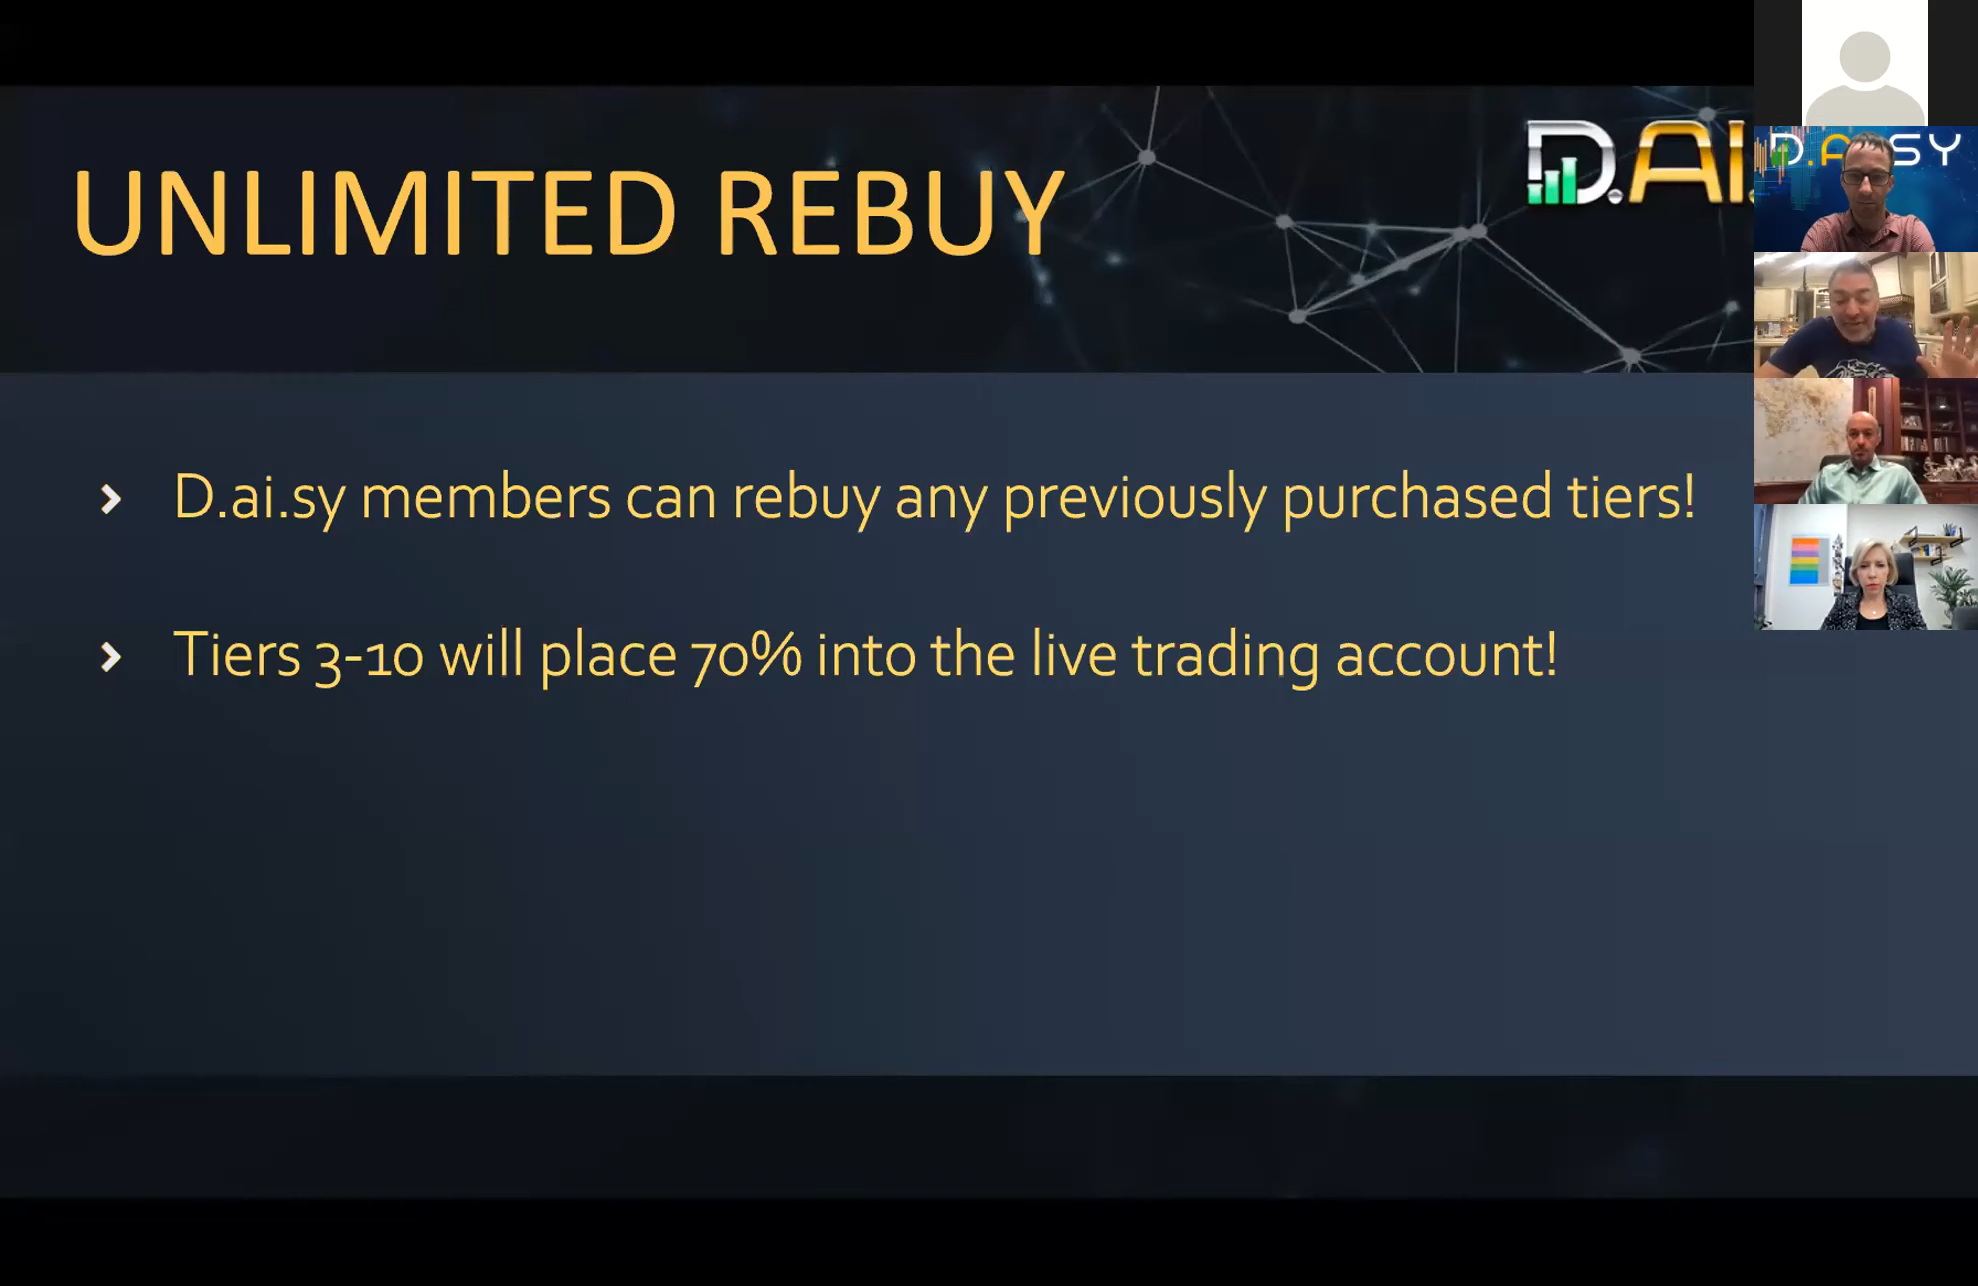 UNLIMITED REBUY
D.AI.
D.A SY
D.ai.sy members can rebuy any previously purchased tiers!
Tiers 3-10 will place 70% into the live trading account!